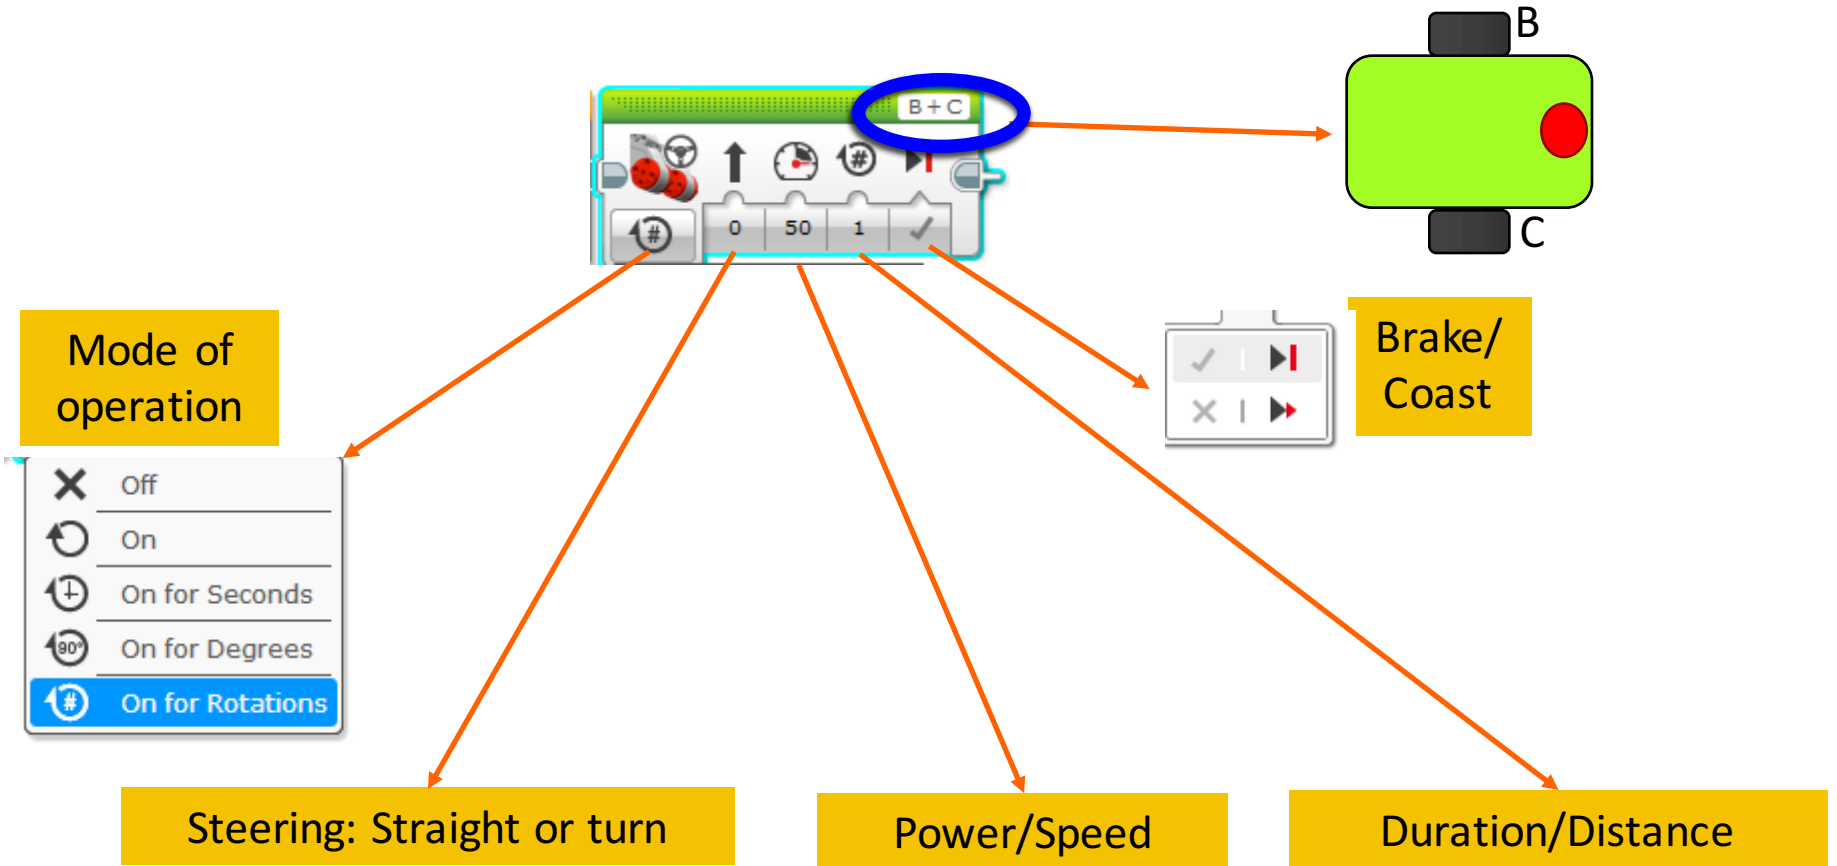 B
B+C
#
#
0
50
1
C
Mode of
operation
Brake/
Coast
Off
On
On for Seconds
90°
On for Degrees
#
On for Rotations
Steering: Straight or turn
Power/Speed
Duration/Distance